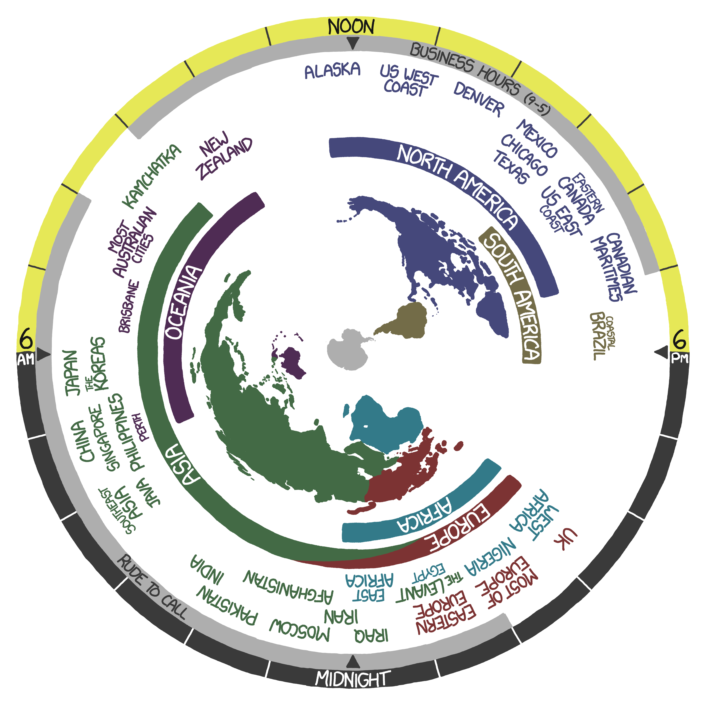 NOON
BUSINESS HOURS (9-5)
ALASKA
US WEST
COAST
DENVER
MEXICO
CHICAGO
TEXAS
EASTERN
CANADA
US EAST
COAST
CANADIAN
MARITIMES
NEW
ZEALAND
KAMCHATKA
MOST
AUSTRALIAN
CITIES
BRISBANE
NORTH AMERICA
SOUTH AMERICA
OCEANIA
COASTAL
BRAZIL
6
AM
6
PM
JAPAN
THE
KOREAS
CHINA
SINGAPORE
PHILIPPINES
PERTH
SOUTHEAST
ASIA
JAVA
ASIA
AFRICA
EUROPE
INDIA
PAKISTAN
AFGHANISTAN
MOSCOW
IRAN
IRAQ
EAST
AFRICA
EGYPT
THE LEVANT
EASTERN
EUROPE
NIGERIA
MOST OF
EUROPE
WEST
AFRICA
UK
RUDE TO CALL
MIDNIGHT